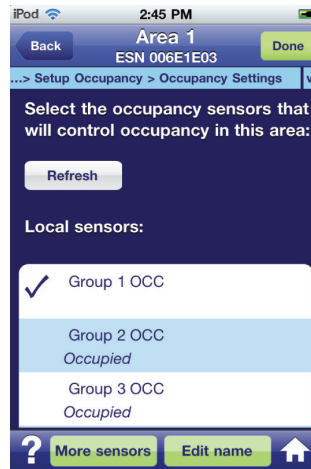 iPod 2:45 PM
Back Area 1 Done
ESN 006E1E03
...> Setup Occupancy > Occupancy Settings
Select the occupancy sensors that
will control occupancy in this area:
Refresh
Local sensors:
Group 1 OCC
Group 2 OCC
Occupied
Group 3 OCC
Occupied
? More sensors Edit name